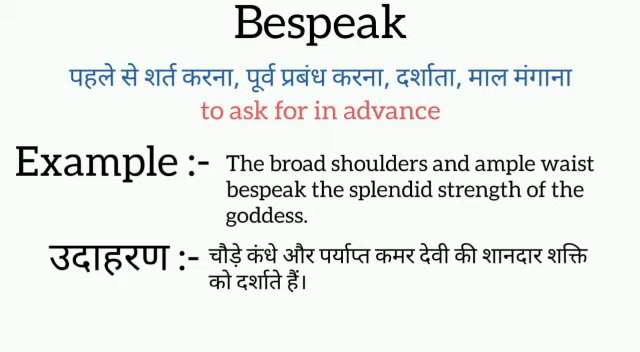 Bespeak
पहले से शर्त करना, पूर्व प्रबंध करना, दर्शाता, माल मंगाना
to ask for in advance
Example :- The broad shoulders and ample waist
bespeak the splendid strength of the
goddess.
उदाहरण :- चौड़े कंधे और पर्याप्त कमर देवी की शानदार शक्ति
को दर्शाते हैं।